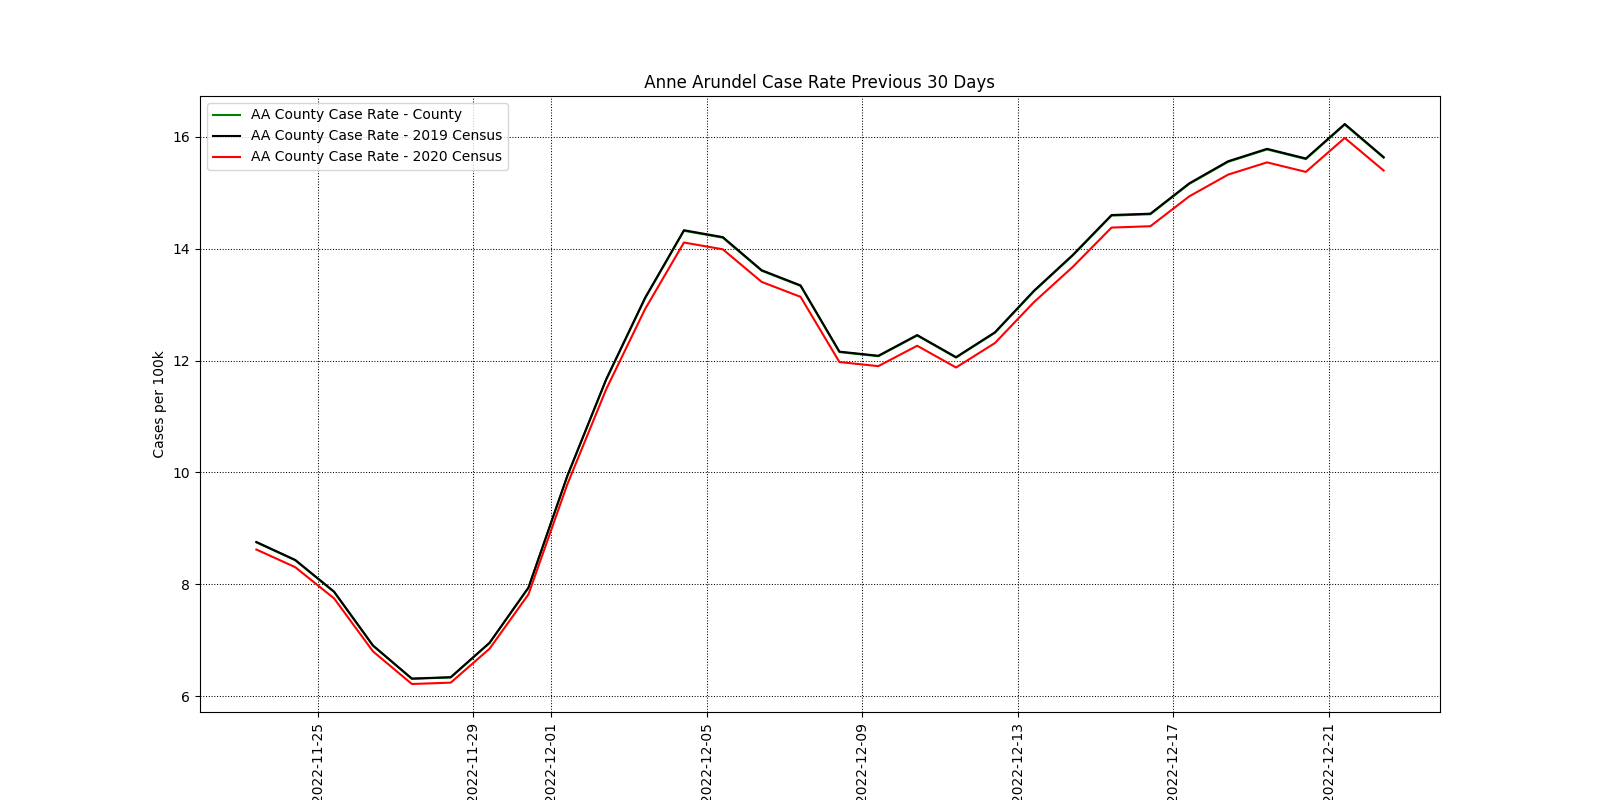 Anne Arundel Case Rate Previous 30 Days
AA County Case Rate - County
AA County Case Rate - 2019 Census
AA County Case Rate - 2020 Census
Cases per 100k
16
14
12
10
8
6
2022-11-25
2022-11-29
2022-12-01
2022-12-05
2022-12-09
2022-12-13
2022-12-17
2022-12-21